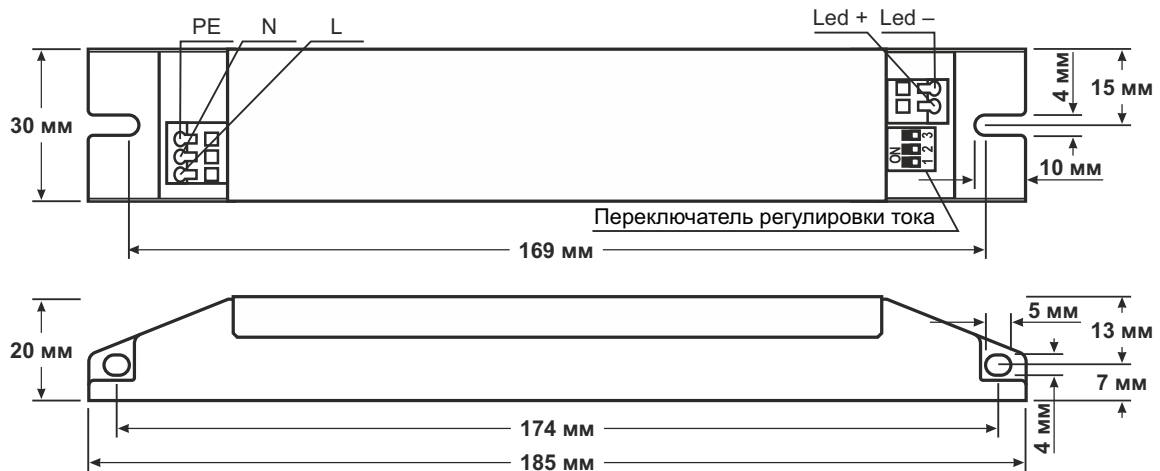 PE N L
Led + Led –
30 мм
ON
1 2 3
4 мм
15 мм
10 мм
Переключатель регулировки тока
169 мм
20 мм
5 мм
13 мм
7 мм
4 мм
174 мм
185 мм